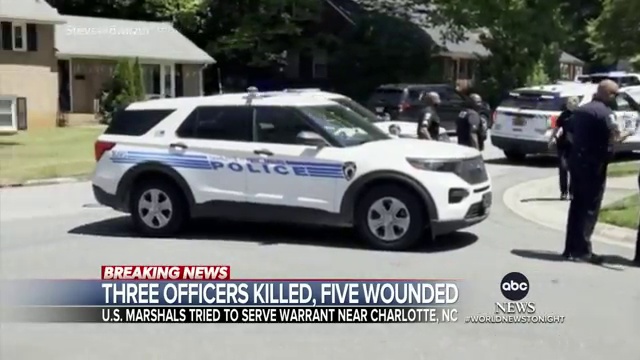 POLICE
BREAKING NEWS
THREE OFFICERS KILLED, FIVE WOUNDED
U.S. MARSHALS TRIED TO SERVE WARRANT NEAR CHARLOTTE, NC
abc
NEWS
#WORLDNEWSTONIGHT